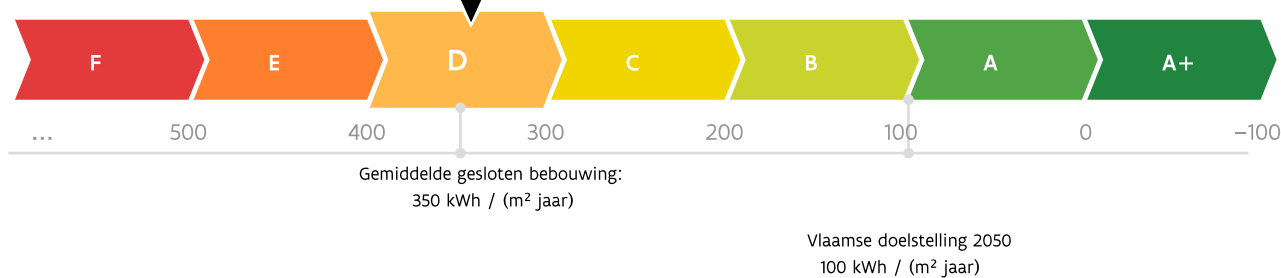 F E D C B A A+
... 500 400 300 200 100 0 −100
Gemiddelde gesloten bebouwing:
350 kWh / (m² jaar)
Vlaamse doelstelling 2050
100 kWh / (m² jaar)